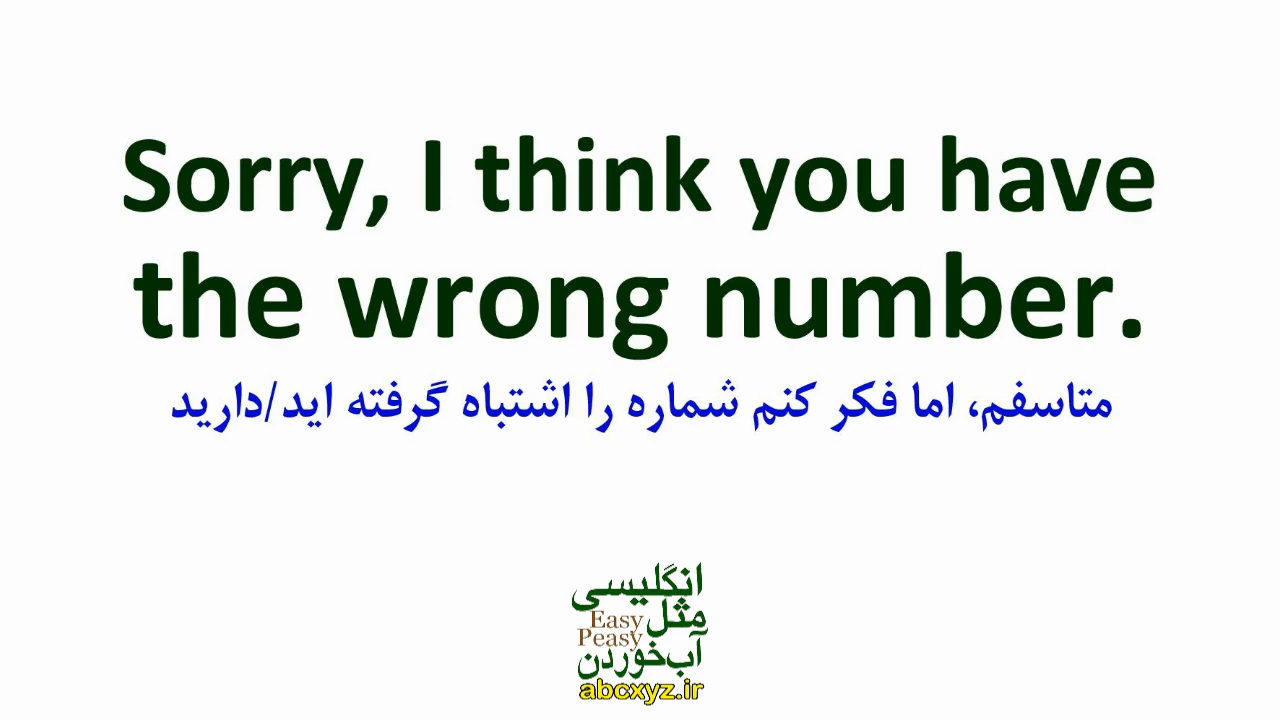 Sorry, I think you have
the wrong number.
متاسفم، اما فکر کنم شماره را اشتباه گرفته اید/دارید
انگلیسی
مثل
Easy
Peasy
آب‌خوردن
abcxyz.ir